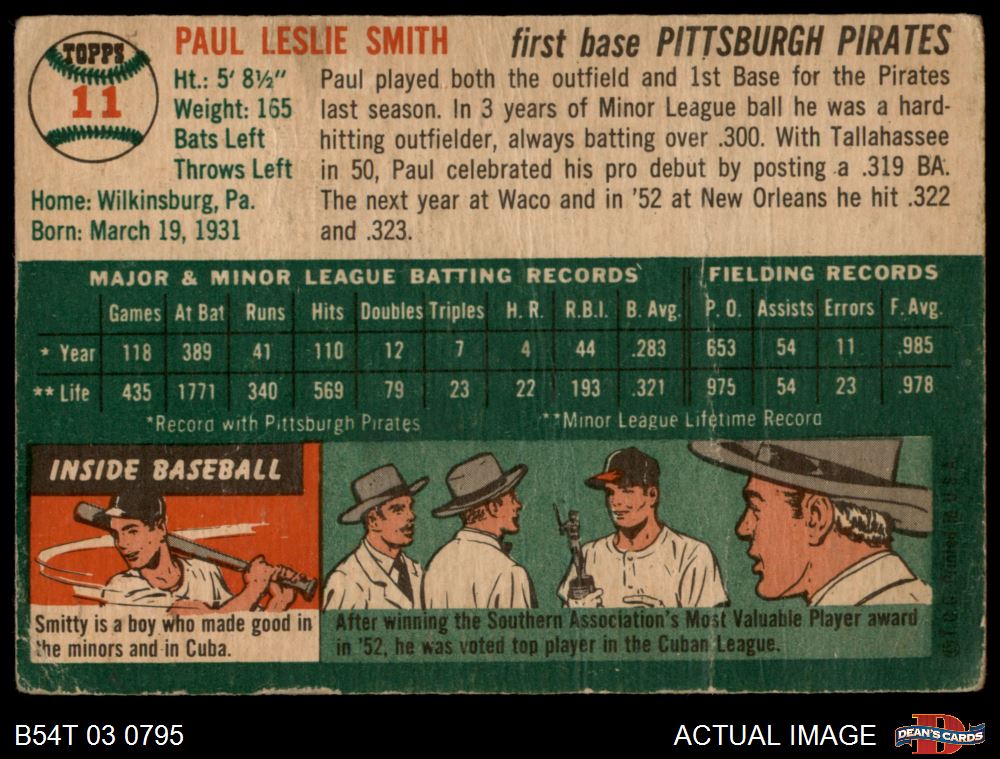 TOPPS
11
PAUL LESLIE SMITH first base PITTSBURGH PIRATES
Ht.: 5' 8½"
Weight: 165
Bats Left
Throws Left
Home: Wilkinsburg, Pa.
Born: March 19, 1931
Paul played both the outfield and 1st Base for the Pirates
last season. In 3 years of Minor League ball he was a hard-
hitting outfielder, always batting over .300. With Tallahassee
in 50, Paul celebrated his pro debut by posting a .319 BA.
The next year at Waco and in '52 at New Orleans he hit .322
and .323.
MAJOR & MINOR LEAGUE BATTING RECORDS FIELDING RECORDS
Games At Bat Runs Hits Doubles Triples H. R. R.B.I. B. Avg. P. O. Assists Errors F. Avg.
* Year 118 389 41 110 12 7 4 44 .283 653 54 11 .985
** Life 435 1771 340 569 79 23 22 193 .321 975 54 23 .978
*Record with Pittsburgh Pirates **Minor League Lifetime Record
INSIDE BASEBALL
Smitty is a boy who made good in
the minors and in Cuba.
After winning the Southern Association's Most Valuable Player award
in '52, he was voted top player in the Cuban League.
© T.C.G. Printed in U.S.A.
B54T 03 0795 ACTUAL IMAGE
DEAN'S CARDS